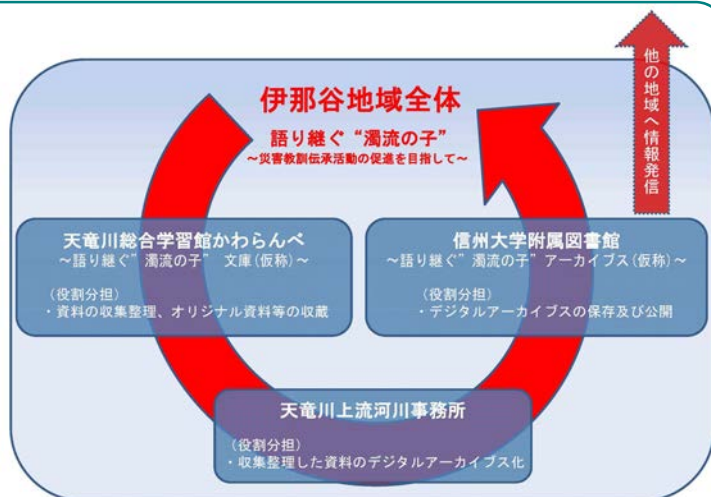 他の地域へ情報発信
伊那谷地域全体
語り継ぐ“濁流の子”
～災害教訓伝承活動の促進を目指して～
天竜川総合学習館かわらんべ
～語り継ぐ”濁流の子” 文庫(仮称)～
（役割分担）
・資料の収集整理、オリジナル資料等の収蔵
信州大学附属図書館
～語り継ぐ”濁流の子”アーカイブス(仮称)～
（役割分担）
・デジタルアーカイブスの保存及び公開
天竜川上流河川事務所
（役割分担）
・収集整理した資料のデジタルアーカイブス化